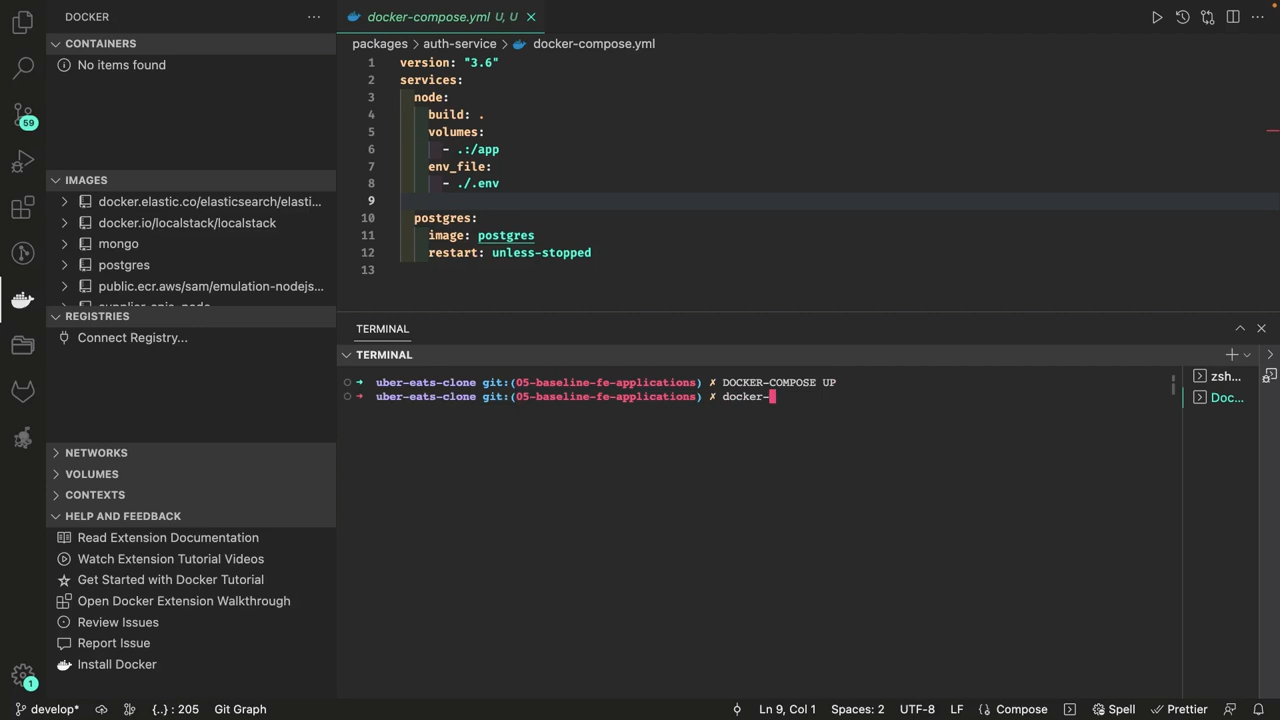 DOCKER
CONTAINERS
No items found
59
IMAGES
docker.elastic.co/elasticsearch/elasti...
docker.io/localstack/localstack
mongo
postgres
public.ecr.aws/sam/emulation-nodejs...
REGISTRIES
Connect Registry...
NETWORKS
VOLUMES
CONTEXTS
HELP AND FEEDBACK
Read Extension Documentation
Watch Extension Tutorial Videos
Get Started with Docker Tutorial
Open Docker Extension Walkthrough
Review Issues
Report Issue
Install Docker
1
docker-compose.yml U, U
packages > auth-service > docker-compose.yml
1 version: "3.6"
2 services:
3 node:
4 build: .
5 volumes:
6 - .:/app
7 env_file:
8 - ./.env
9
10 postgres:
11 image: postgres
12 restart: unless-stopped
13
TERMINAL
TERMINAL
uber-eats-clone git:(05-baseline-fe-applications) ✗ DOCKER-COMPOSE UP
uber-eats-clone git:(05-baseline-fe-applications) ✗ docker-
zsh...
Doc...
develop* {..} : 205 Git Graph Ln 9, Col 1 Spaces: 2 UTF-8 LF Compose Spell Prettier